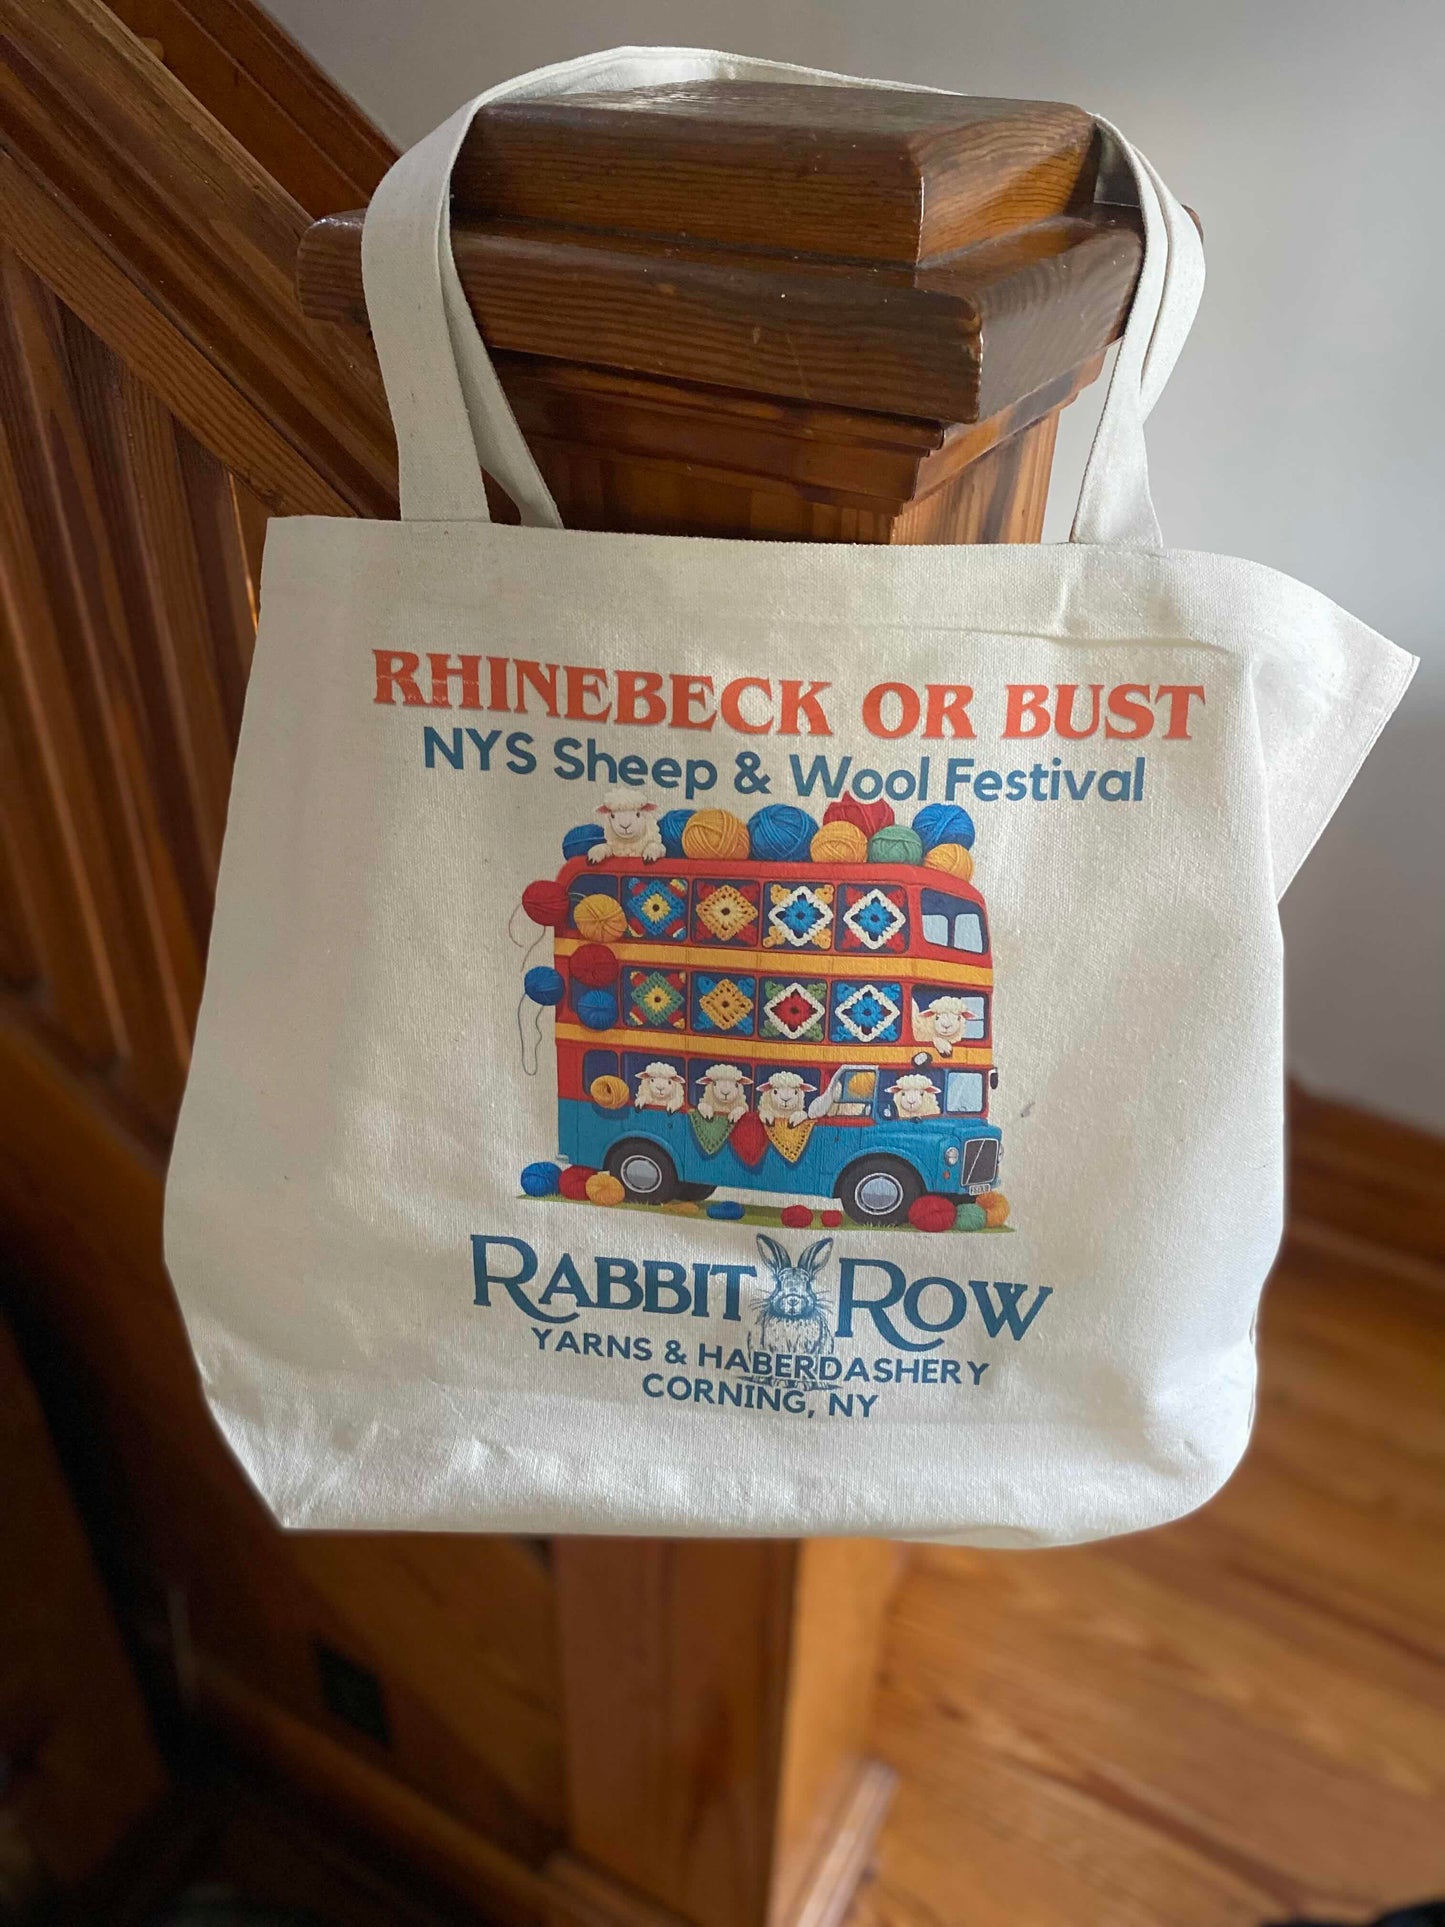 RHINEBECK OR BUST
NYS Sheep & Wool Festival
RABBIT ROW
YARNS & HABERDASHERY
CORNING, NY